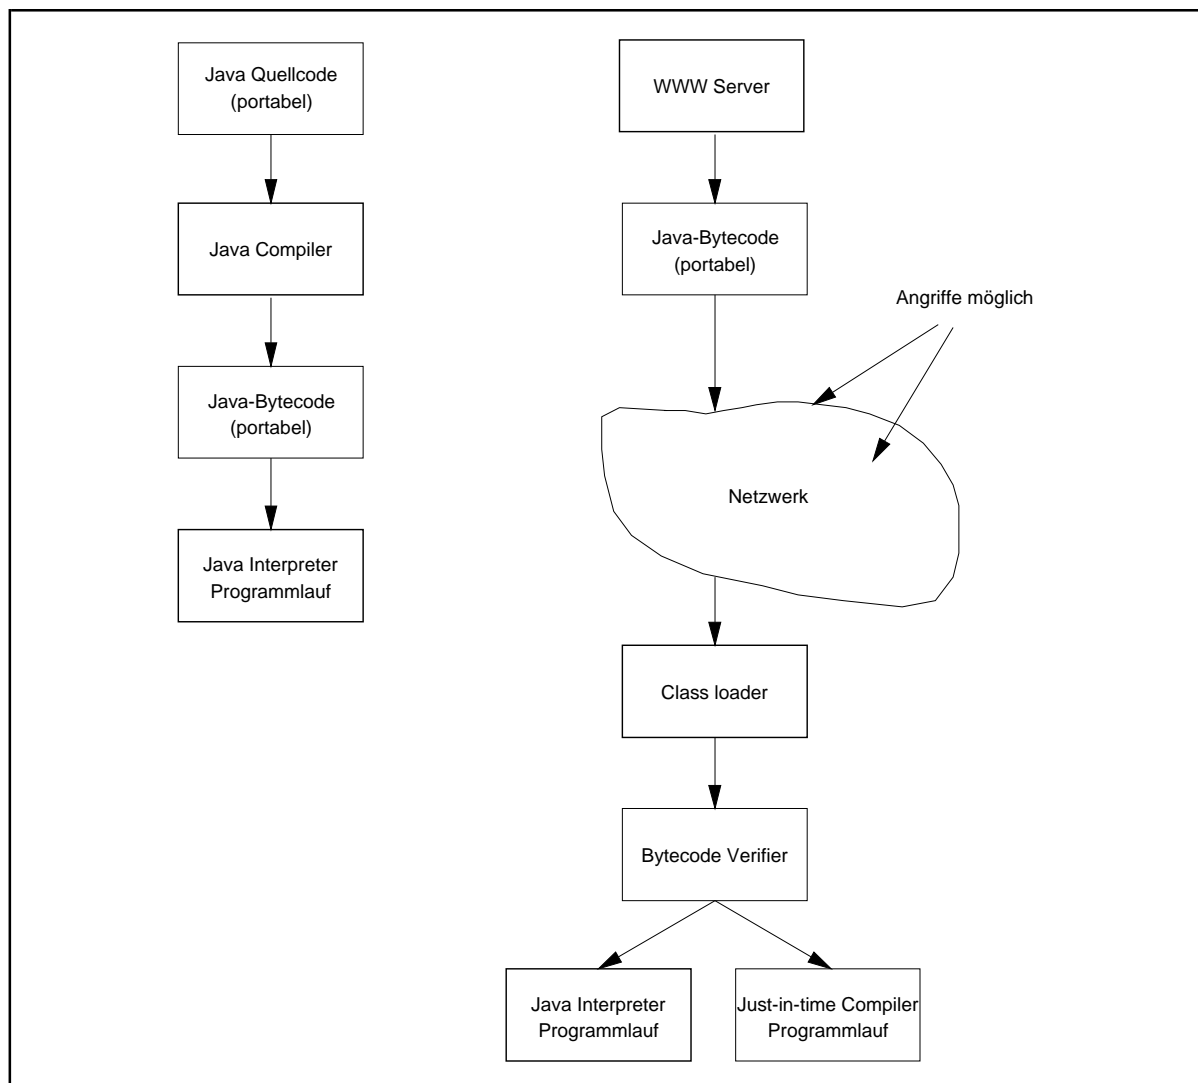 Java Quellcode
(portabel)
Java Compiler
Java-Bytecode
(portabel)
Java Interpreter
Programmlauf
WWW Server
Java-Bytecode
(portabel)
Angriffe möglich
Netzwerk
Class loader
Bytecode Verifier
Java Interpreter
Programmlauf
Just-in-time Compiler
Programmlauf